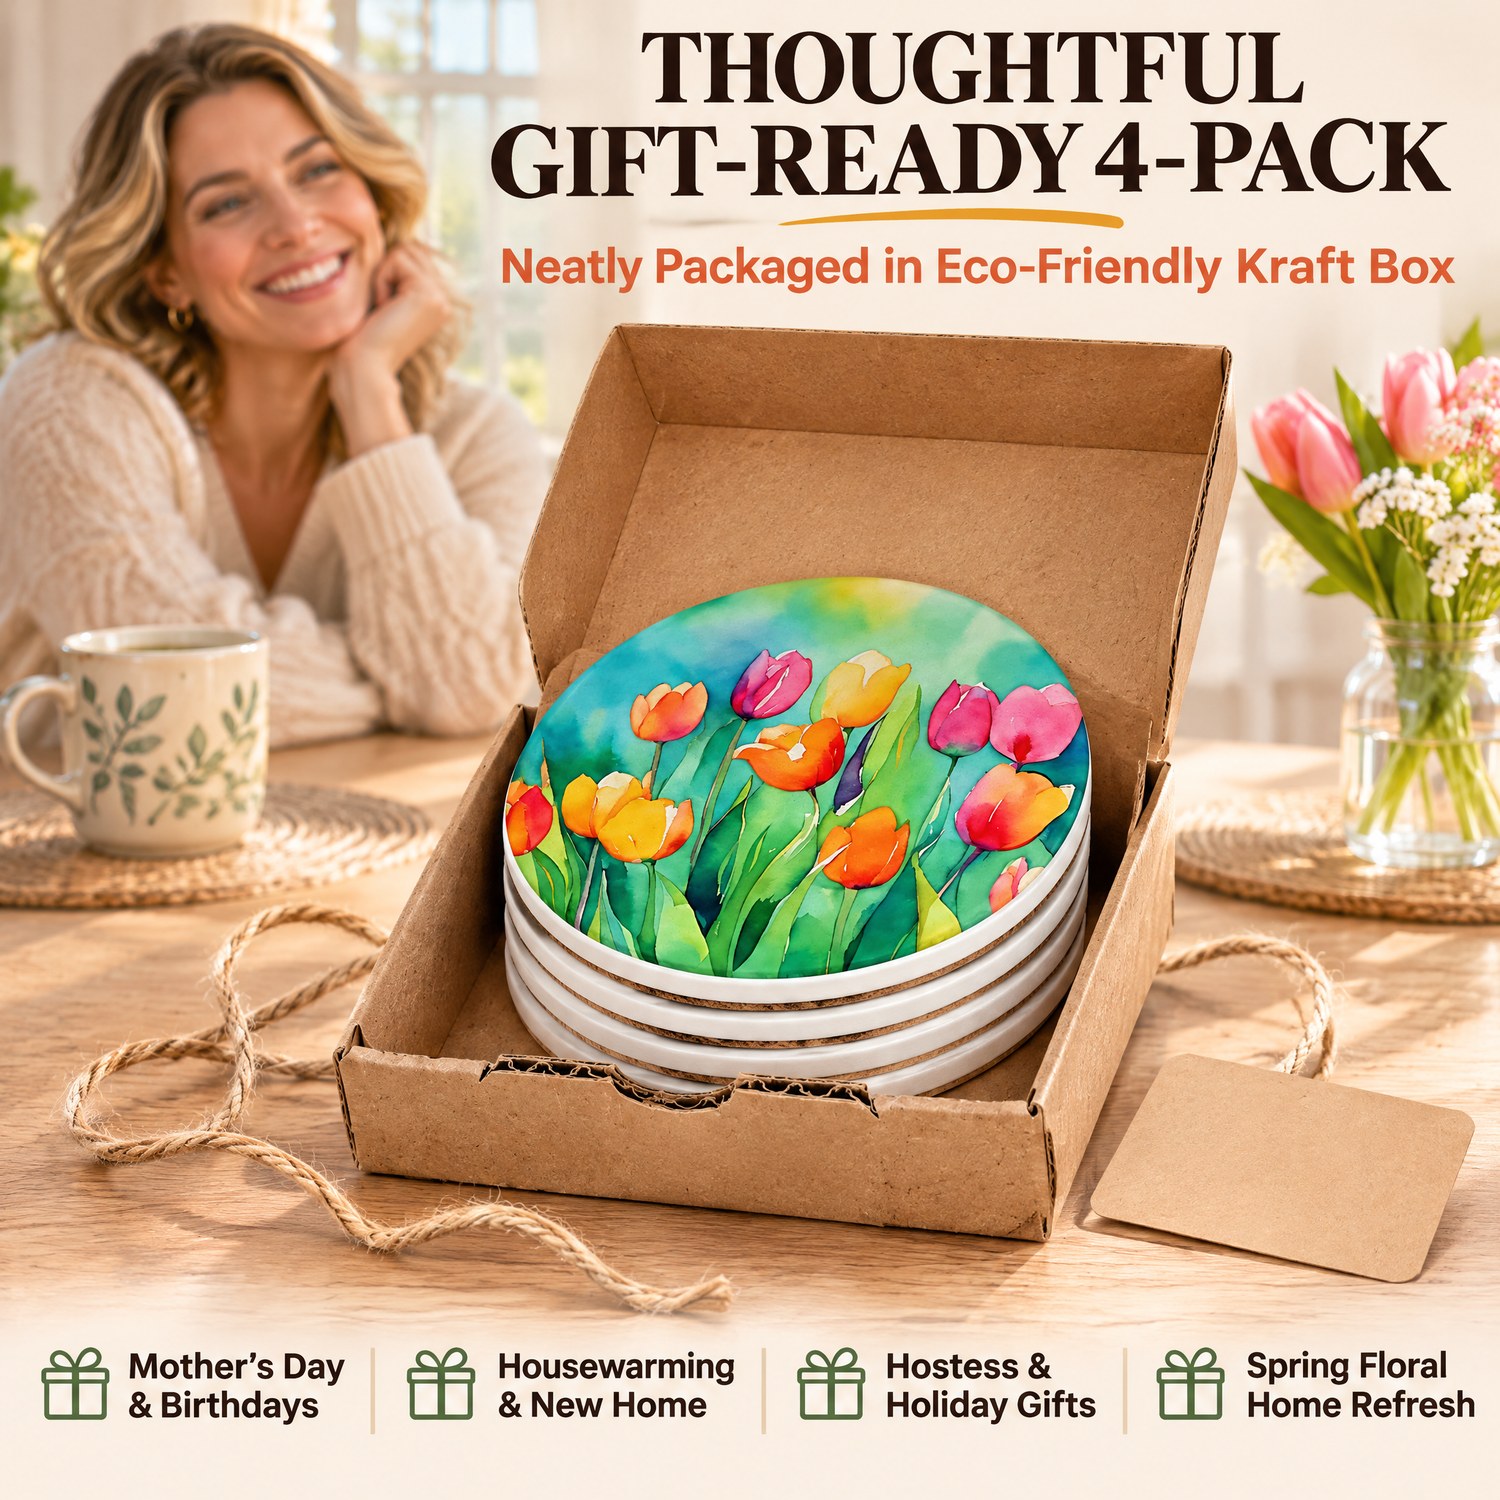 THOUGHTFUL
GIFT-READY 4-PACK
Neatly Packaged in Eco-Friendly Kraft Box
Mother's Day
& Birthdays
Housewarming
& New Home
Hostess &
Holiday Gifts
Spring Floral
Home Refresh